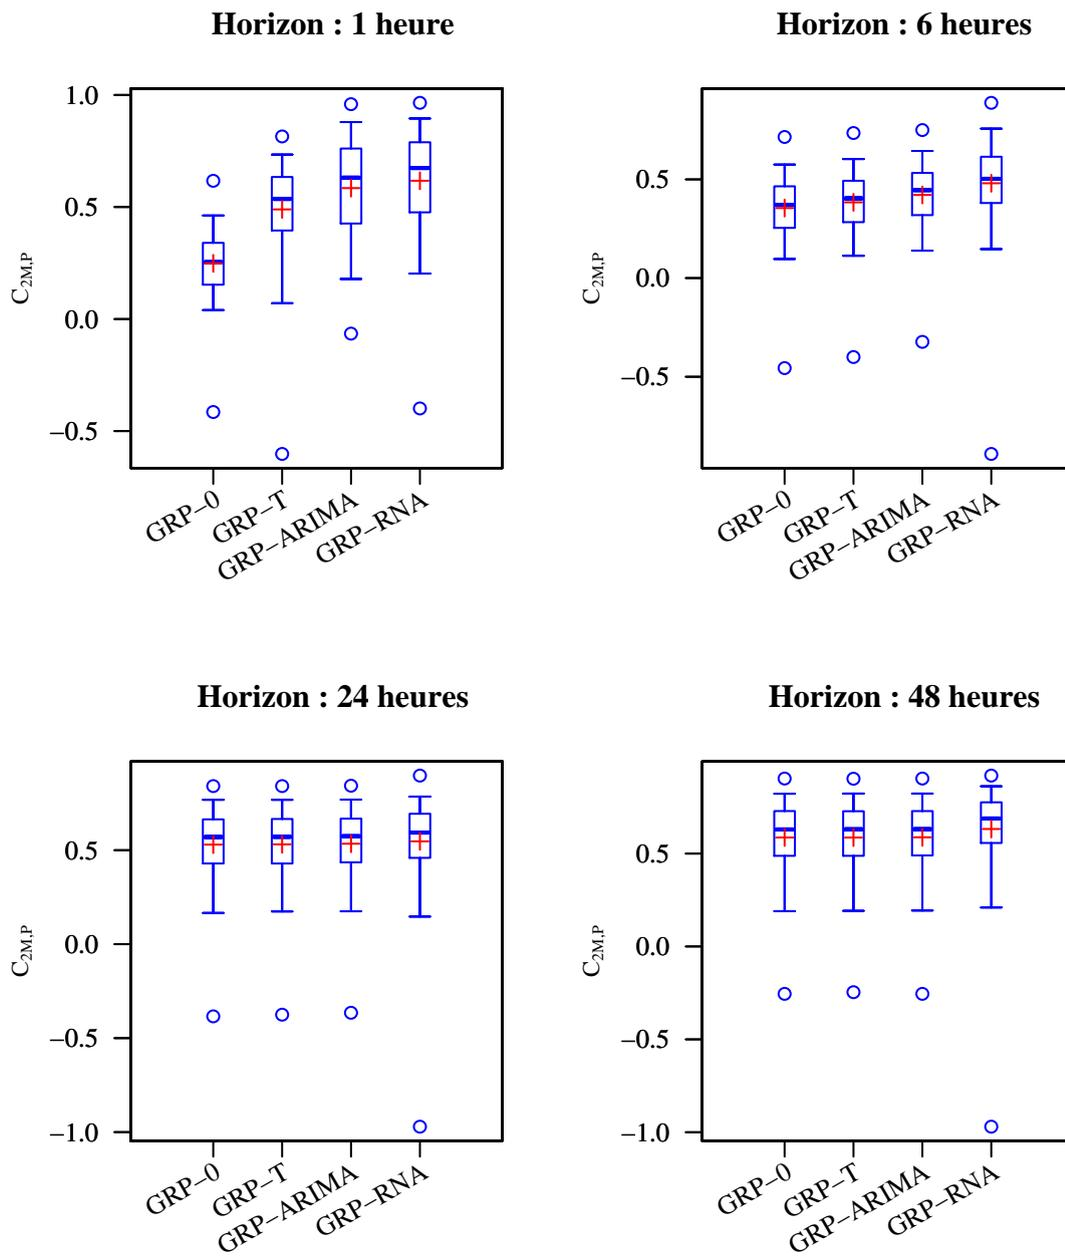 Horizon : 1 heure
C2M,P
1.0
0.5
0.0
−0.5
GRP−0
GRP−T
GRP−ARIMA
GRP−RNA
Horizon : 6 heures
C2M,P
0.5
0.0
−0.5
GRP−0
GRP−T
GRP−ARIMA
GRP−RNA
Horizon : 24 heures
C2M,P
0.5
0.0
−0.5
−1.0
GRP−0
GRP−T
GRP−ARIMA
GRP−RNA
Horizon : 48 heures
C2M,P
0.5
0.0
−0.5
−1.0
GRP−0
GRP−T
GRP−ARIMA
GRP−RNA